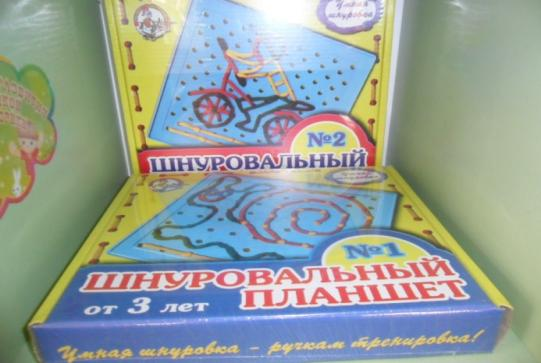 Умная
шнуровка
№2
ШНУРОВАЛЬНЫЙ
№1
ШНУРОВАЛЬНЫЙ
ПЛАНШЕТ
от 3 лет
Умная шнуровка - ручкам тренировка!